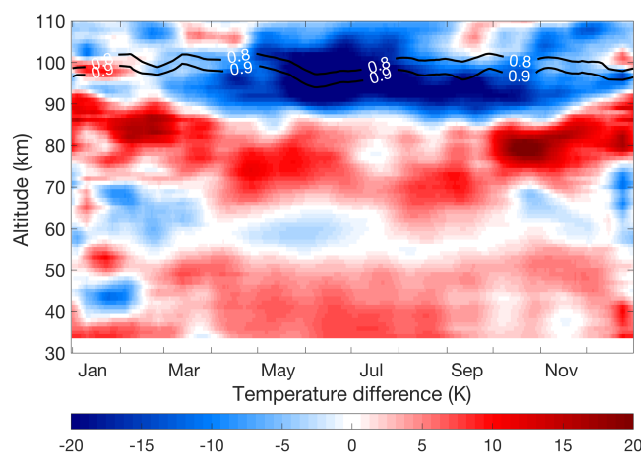 110
100
90
80
70
60
50
40
30
Altitude (km)
0.8 0.8 0.8 0.8
0.9 0.9 0.9 0.9
Jan Mar May Jul Sep Nov
Temperature difference (K)
-20 -15 -10 -5 0 5 10 15 20